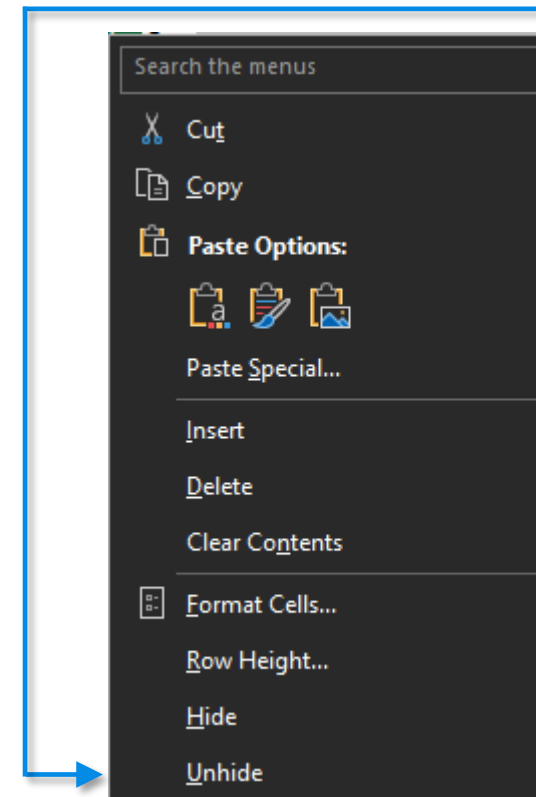 Search the menus
Cut
Copy
Paste Options:
a
Paste Special...
Insert
Delete
Clear Contents
Format Cells...
Row Height...
Hide
Unhide